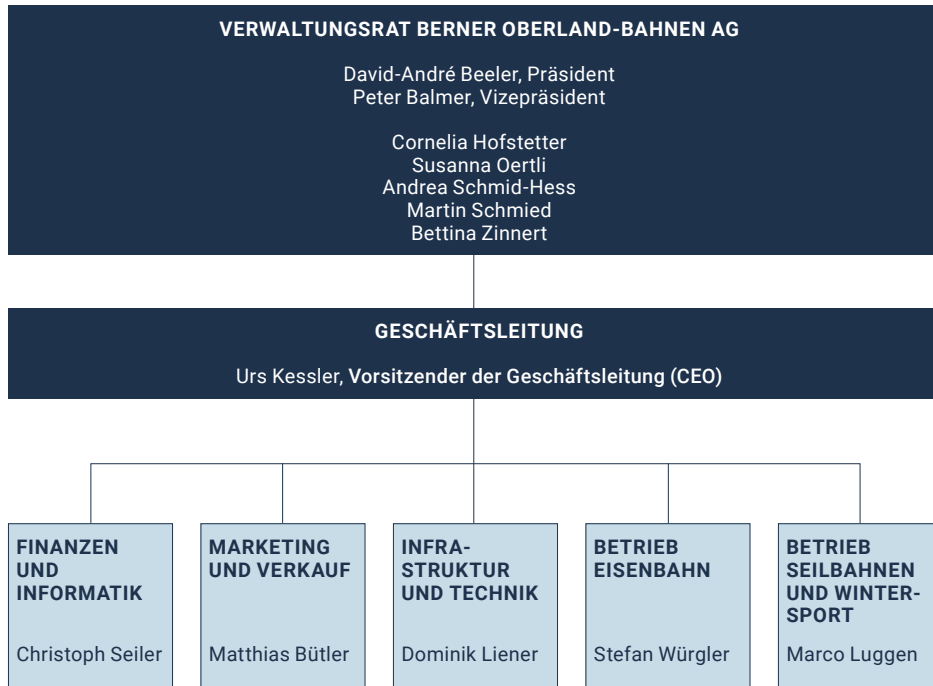 VERWALTUNGSRAT BERNER OBERLAND-BAHNEN AG
David-André Beeler, Präsident
Peter Balmer, Vizepräsident
Cornelia Hofstetter
Susanna Oertli
Andrea Schmid-Hess
Martin Schmied
Bettina Zinnert
GESCHÄFTSLEITUNG
Urs Kessler, Vorsitzender der Geschäftsleitung (CEO)
FINANZEN
UND
INFORMATIK
Christoph Seiler
MARKETING
UND VERKAUF
Matthias Bütler
INFRA-
STRUKTUR
UND TECHNIK
Dominik Liener
BETRIEB
EISENBAHN
Stefan Würgler
BETRIEB
SEILBAHNEN
UND WINTER-
SPORT
Marco Luggen